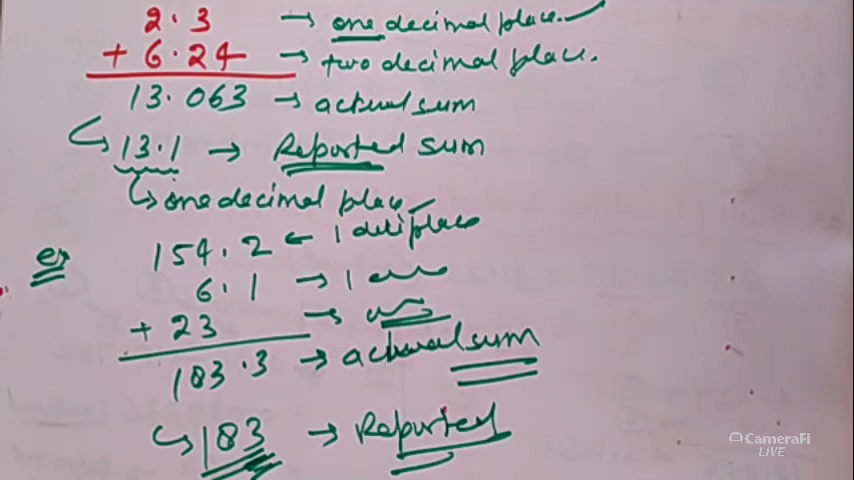 2.3 → one decimal place.
+ 6.24 → two decimal place.
13.063 → actual sum
↳ 13.1 → Reported sum
↳ one decimal place
ex 154.2 ← 1 deci place
6.1 → 1
+ 23 →
183.3 → actual sum
↳ 183 → Reported
CameraFi
LIVE